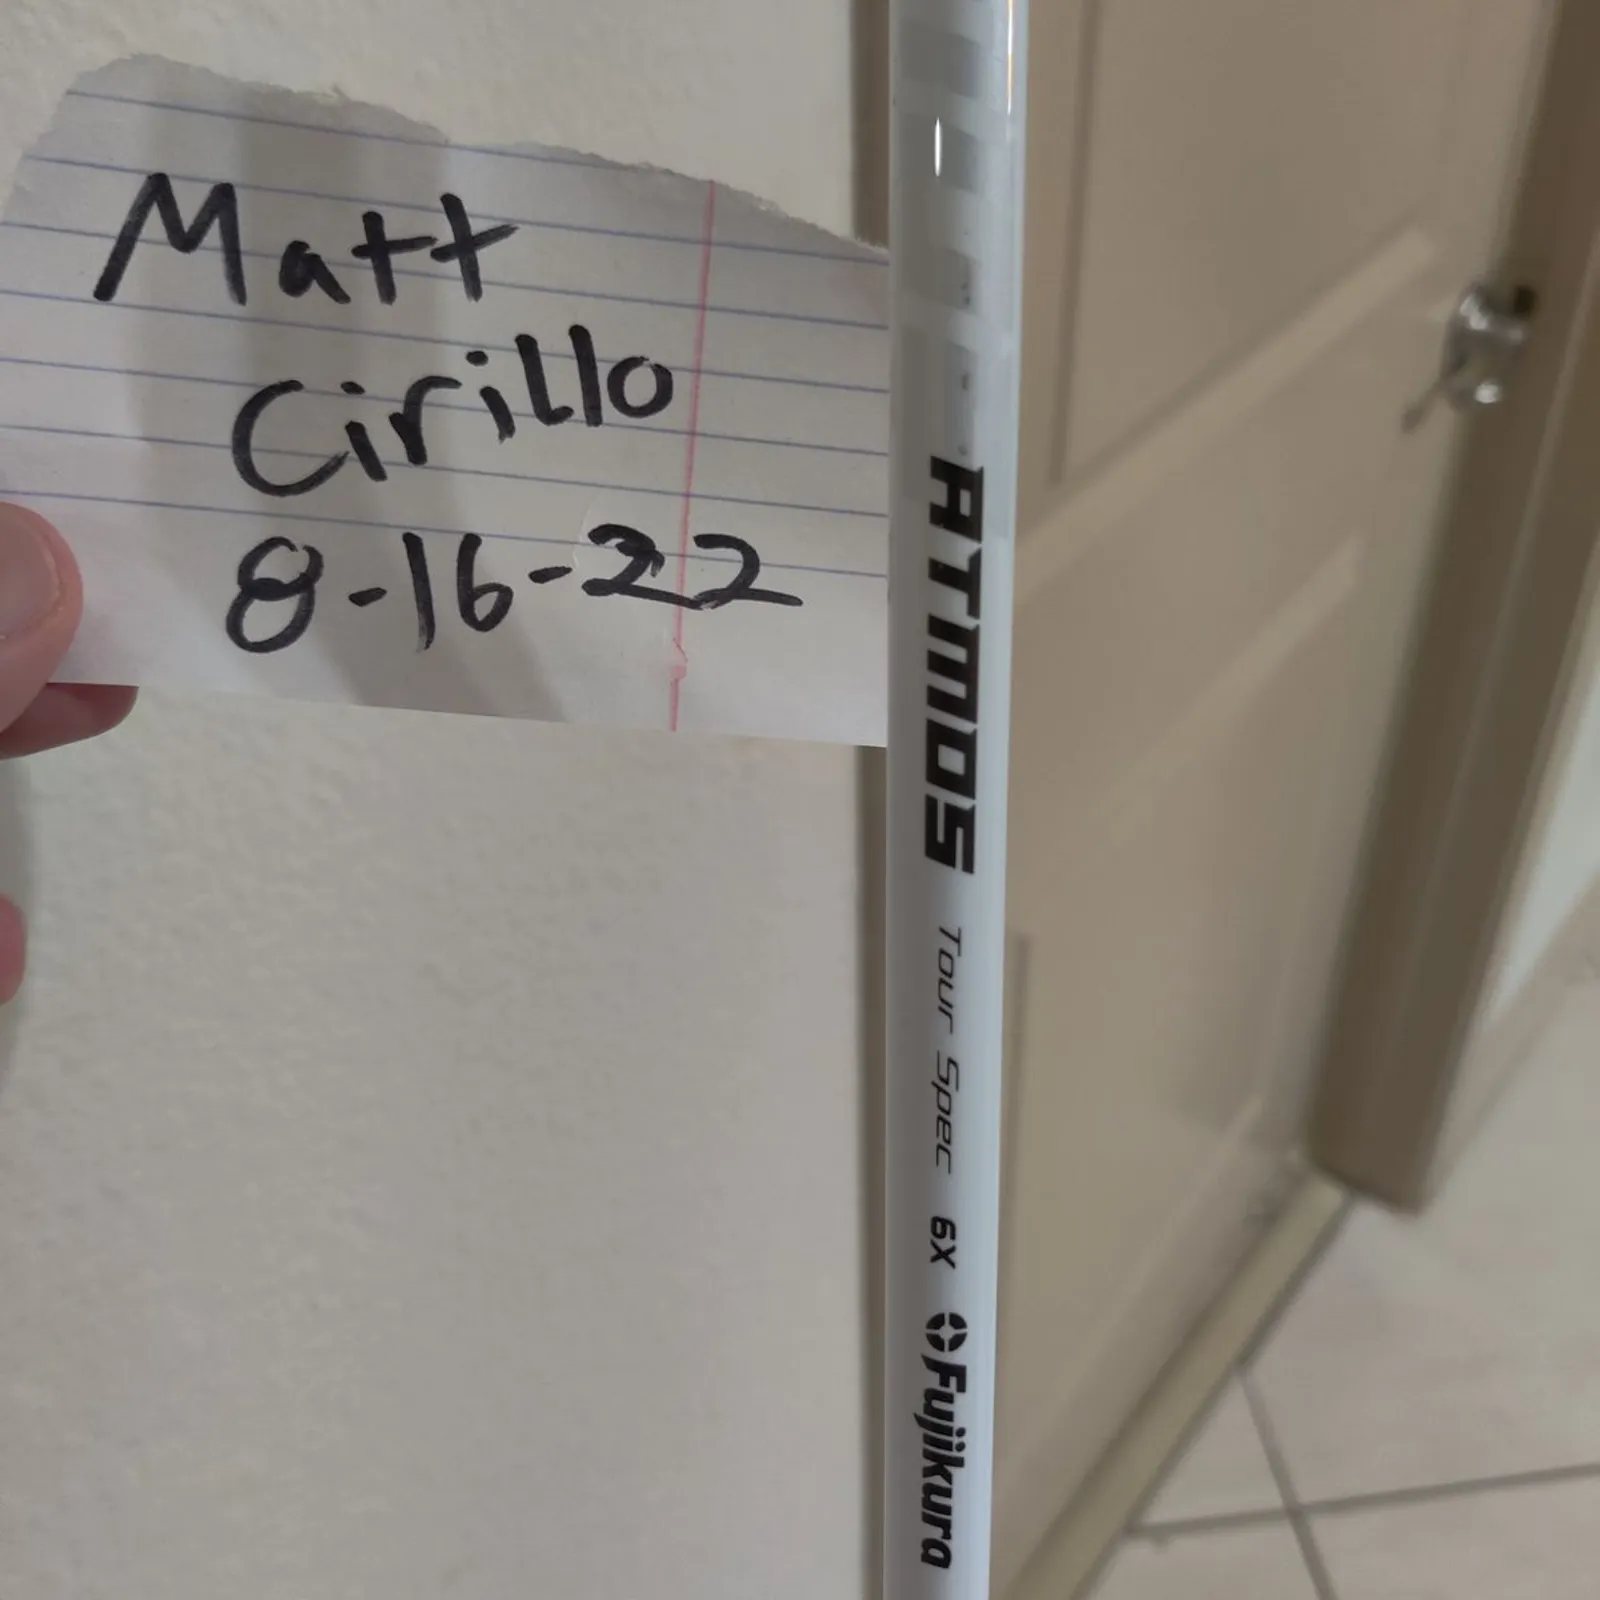 Matt
Cirillo
8-16-22
ATMOS Tour Spec 6X Fujikura